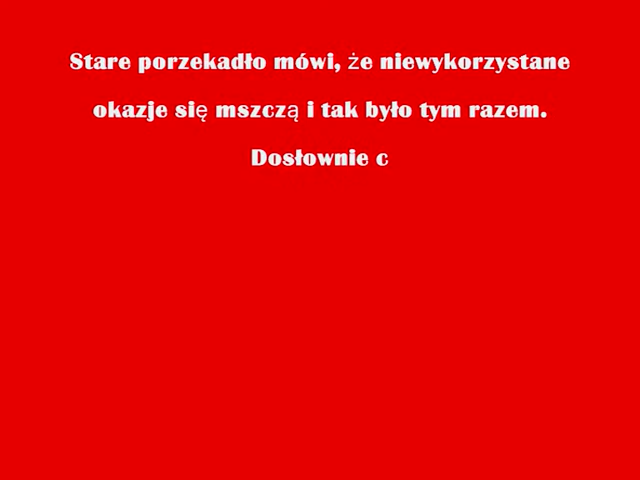 Stare porzekadło mówi, że niewykorzystane
okazje się mszczą i tak było tym razem.
Dosłownie c